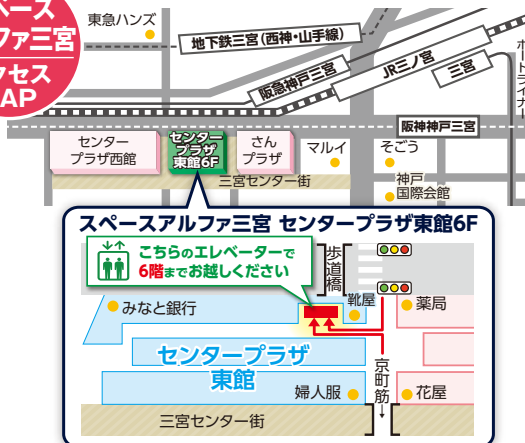 ペース
ファ三宮
クセス
AP
東急ハンズ
地下鉄三宮(西神・山手線)
阪急神戸三宮
JR三ノ宮
三宮
ポートライナー
阪神神戸三宮
センター
プラザ西館
センター
プラザ
東館6F
さん
プラザ
マルイ
そごう
三宮センター街
神戸
国際会館
スペースアルファ三宮 センタープラザ東館6F
こちらのエレベーターで
6階までお越しください
歩道橋
みなと銀行
靴屋
薬局
センタープラザ
東館
京町筋
婦人服
花屋
三宮センター街